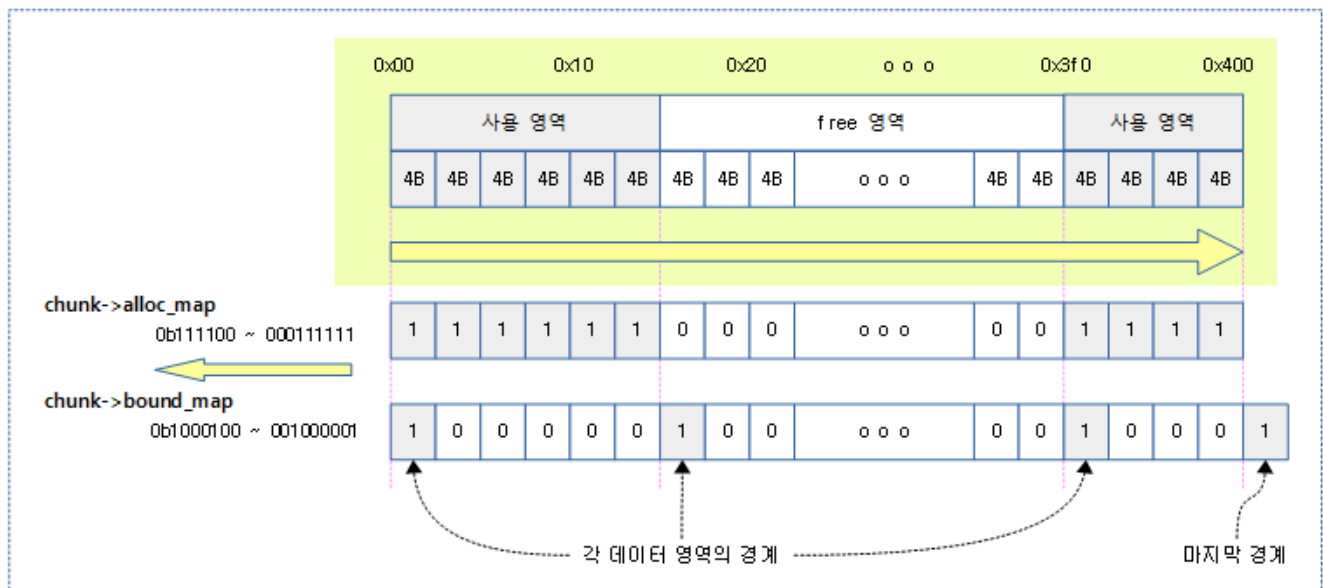 0x00 0x10 0x20 o o o 0x3f0 0x400
사용 영역 free 영역 사용 영역
4B 4B 4B 4B 4B 4B 4B 4B 4B o o o 4B 4B 4B 4B 4B 4B
chunk->alloc_map
0b111100 ~ 000111111
1 1 1 1 1 1 0 0 0 o o o 0 0 1 1 1 1
chunk->bound_map
0b1000100 ~ 001000001
1 0 0 0 0 0 1 0 0 o o o 0 0 1 0 0 0 1
각 데이터 영역의 경계 마지막 경계